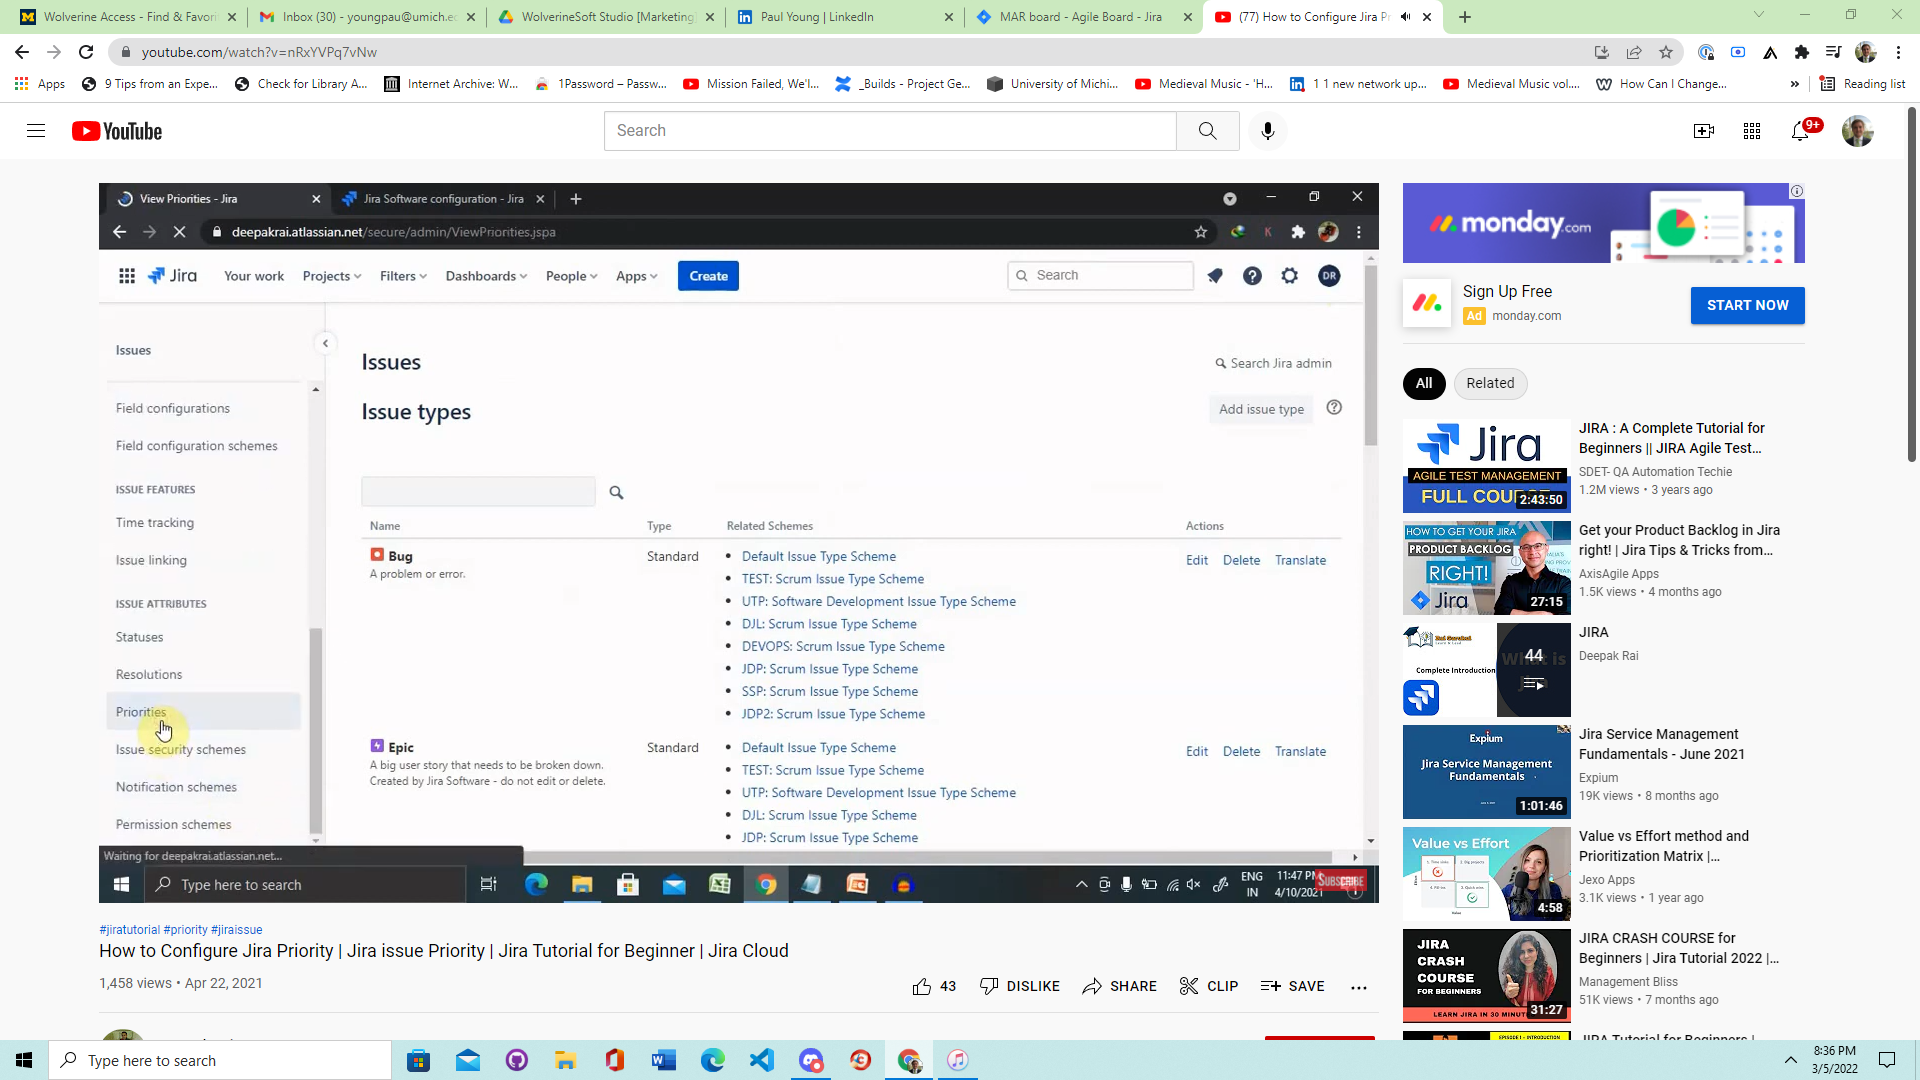 Wolverine Access - Find & Favori
Inbox (30) - youngpau@umich.ed
WolverineSoft Studio [Marketing
Paul Young | LinkedIn
MAR board - Agile Board - Jira
(77) How to Configure Jira Pr
youtube.com/watch?v=nRxYVPq7vNw
Apps
9 Tips from an Expe...
Check for Library A...
Internet Archive: W...
1Password – Passw...
Mission Failed, We'l...
_Builds - Project Ge...
University of Michi...
Medieval Music - 'H...
1 1 new network up...
Medieval Music vol....
How Can I Change...
»
Reading list
YouTube
Search
9+
View Priorities - Jira
Jira Software configuration - Jira
deepakrai.atlassian.net/secure/admin/ViewPriorities.jspa
K
Jira
Your work
Projects
Filters
Dashboards
People
Apps
Create
Search
DR
Issues
Field configurations
Field configuration schemes
ISSUE FEATURES
Time tracking
Issue linking
ISSUE ATTRIBUTES
Statuses
Resolutions
Priorities
Issue security schemes
Notification schemes
Permission schemes
Issues
Search Jira admin
Issue types
Add issue type
Name
Type
Related Schemes
Actions
Bug
A problem or error.
Standard
• Default Issue Type Scheme
• TEST: Scrum Issue Type Scheme
• UTP: Software Development Issue Type Scheme
• DJL: Scrum Issue Type Scheme
• DEVOPS: Scrum Issue Type Scheme
• JDP: Scrum Issue Type Scheme
• SSP: Scrum Issue Type Scheme
• JDP2: Scrum Issue Type Scheme
Edit Delete Translate
Epic
A big user story that needs to be broken down.
Created by Jira Software - do not edit or delete.
Standard
• Default Issue Type Scheme
• TEST: Scrum Issue Type Scheme
• UTP: Software Development Issue Type Scheme
• DJL: Scrum Issue Type Scheme
• JDP: Scrum Issue Type Scheme
Edit Delete Translate
Waiting for deepakrai.atlassian.net...
Type here to search
ENG
IN
11:47 PM
4/10/2021
SUBSCRIBE
#jiratutorial #priority #jiraissue
How to Configure Jira Priority | Jira issue Priority | Jira Tutorial for Beginner | Jira Cloud
1,458 views • Apr 22, 2021
43
DISLIKE
SHARE
CLIP
SAVE
monday.com
Sign Up Free
Ad monday.com
START NOW
All
Related
Jira
AGILE TEST MANAGEMENT
FULL COURSE
2:43:50
JIRA : A Complete Tutorial for
Beginners || JIRA Agile Test...
SDET- QA Automation Techie
1.2M views • 3 years ago
HOW TO GET YOUR JIRA
PRODUCT BACKLOG
RIGHT!
Jira
27:15
Get your Product Backlog in Jira
right! | Jira Tips & Tricks from...
AxisAgile Apps
1.5K views • 4 months ago
Complete Introduction
What is
44
JIRA
Deepak Rai
Expium
Jira Service Management
Fundamentals
1:01:46
Jira Service Management
Fundamentals - June 2021
Expium
19K views • 8 months ago
Value vs Effort
4:58
Value vs Effort method and
Prioritization Matrix |...
Jexo Apps
3.1K views • 1 year ago
JIRA
CRASH
COURSE
FOR BEGINNERS
LEARN JIRA IN 30 MINUT
31:27
JIRA CRASH COURSE for
Beginners | Jira Tutorial 2022 |...
Management Bliss
51K views • 7 months ago
JIRA Tutorial for Beginners |
Type here to search
8:36 PM
3/5/2022